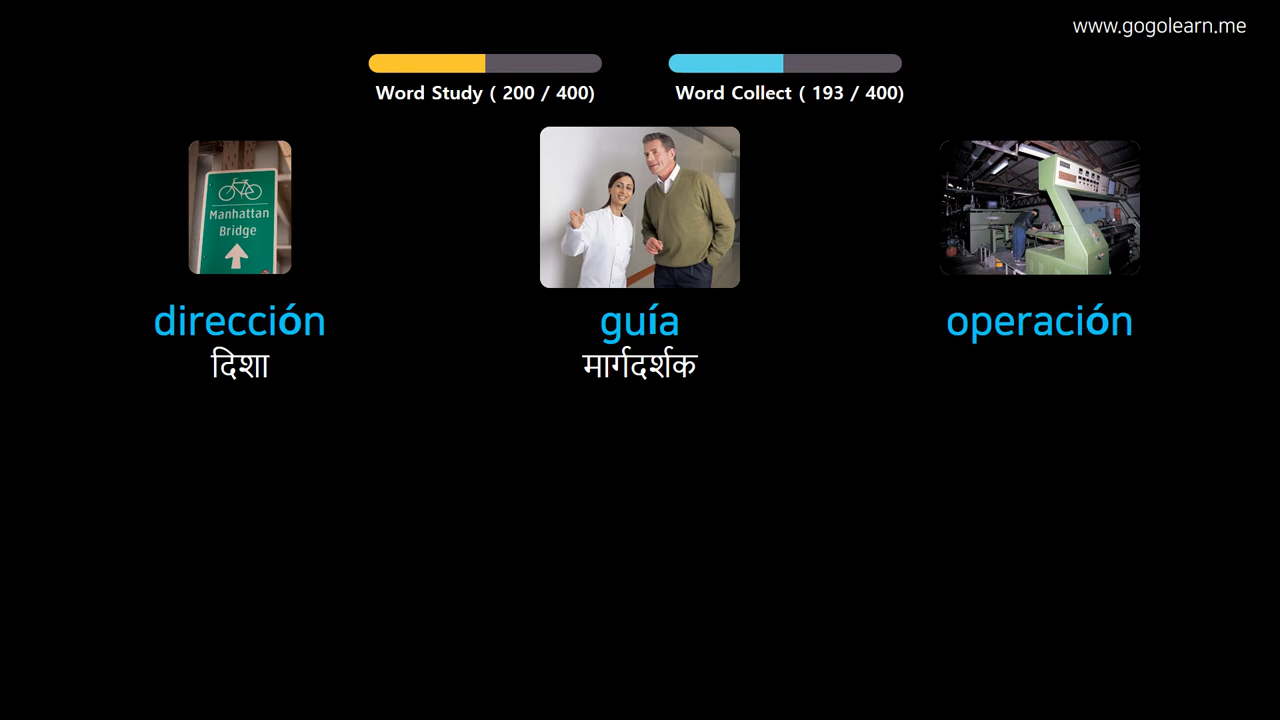 www.gogolearn.me
Word Study ( 200 / 400)
Word Collect ( 193 / 400)
Manhattan
Bridge
dirección
guía
operación
दिशा
मार्गदर्शक